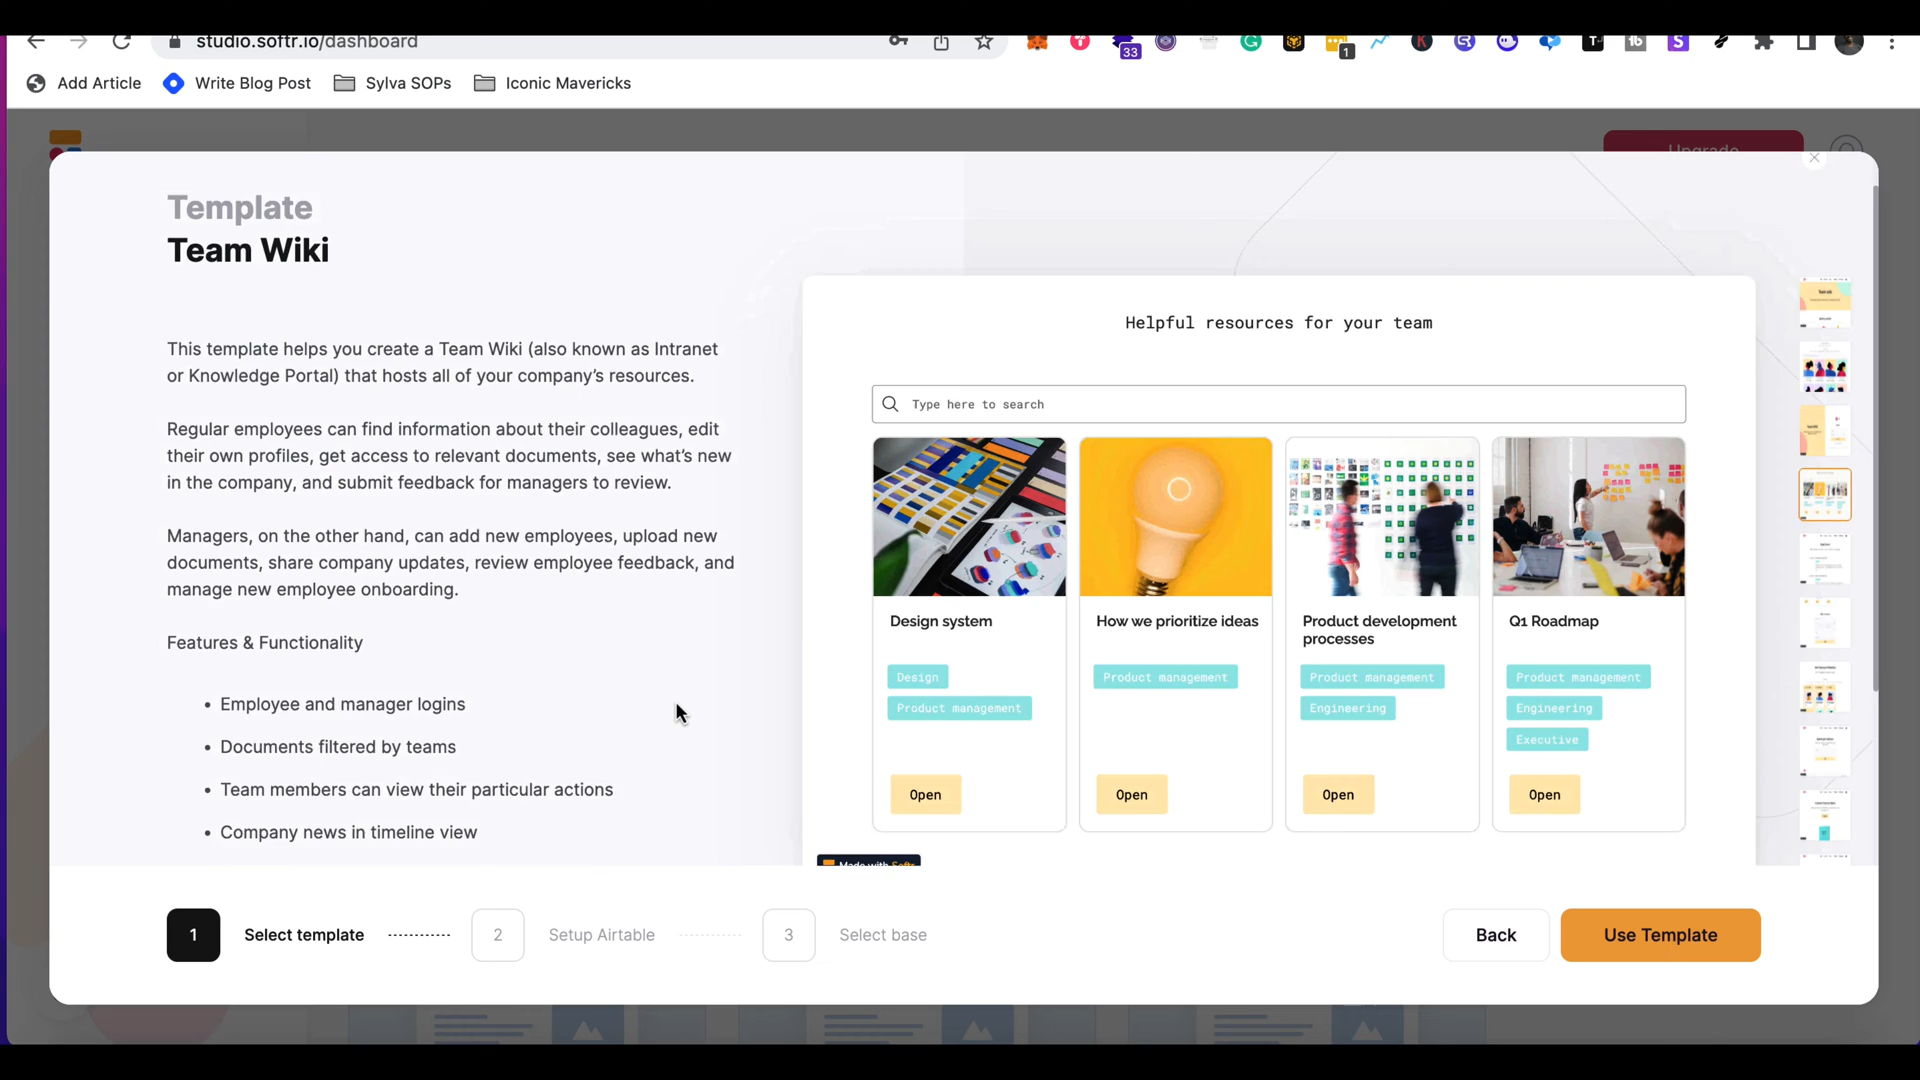 studio.softr.io/dashboard
33
1
Add Article
Write Blog Post
Sylva SOPs
Iconic Mavericks
Upgrade
Template
Team Wiki
This template helps you create a Team Wiki (also known as Intranet
or Knowledge Portal) that hosts all of your company's resources.
Regular employees can find information about their colleagues, edit
their own profiles, get access to relevant documents, see what's new
in the company, and submit feedback for managers to review.
Managers, on the other hand, can add new employees, upload new
documents, share company updates, review employee feedback, and
manage new employee onboarding.
Features & Functionality
• Employee and manager logins
• Documents filtered by teams
• Team members can view their particular actions
• Company news in timeline view
Helpful resources for your team
Type here to search
Design system
Design
Product management
Open
How we prioritize ideas
Product management
Open
Product development
processes
Product management
Engineering
Open
Q1 Roadmap
Product management
Engineering
Executive
Open
Made with Softr
1 Select template
2 Setup Airtable
3 Select base
Back
Use Template